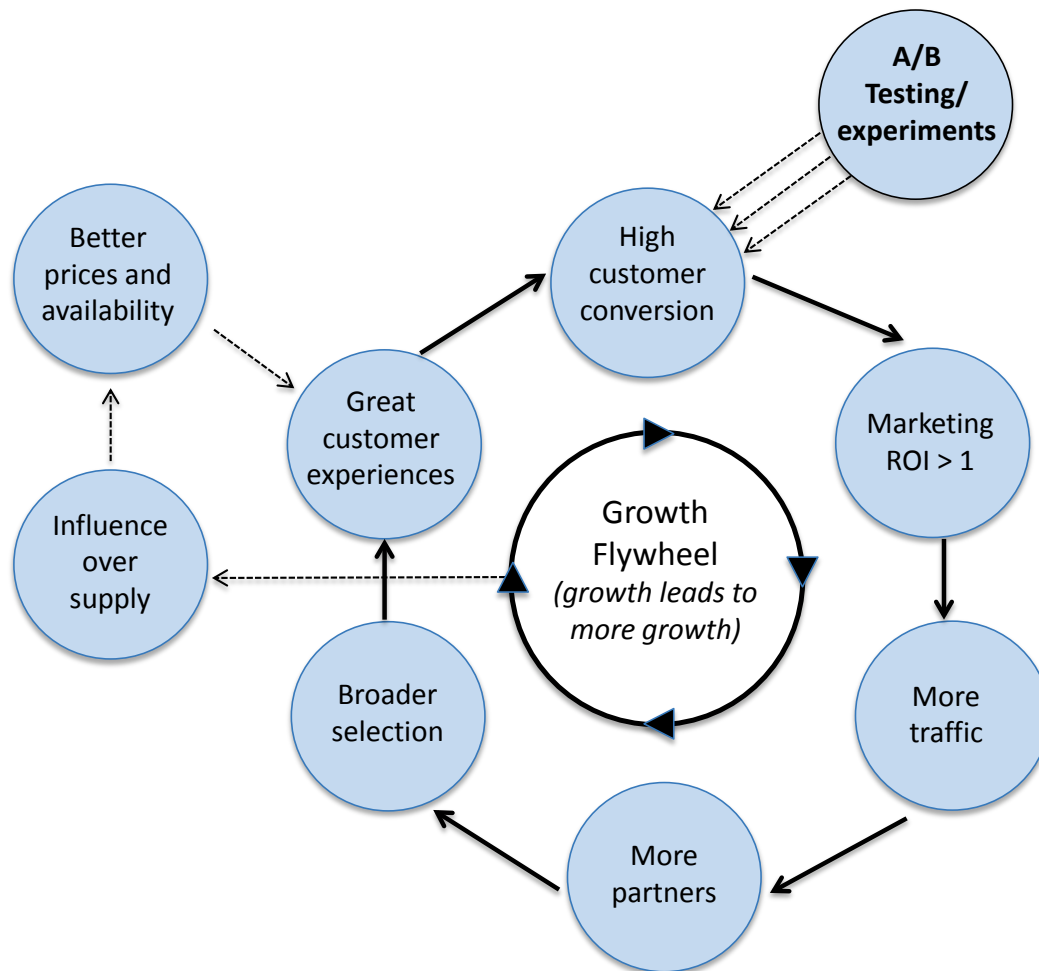 A/B
Testing/
experiments
Better
prices and
availability
High
customer
conversion
Great
customer
experiences
Marketing
ROI > 1
Growth
Flywheel
(growth leads to
more growth)
Influence
over
supply
Broader
selection
More
traffic
More
partners